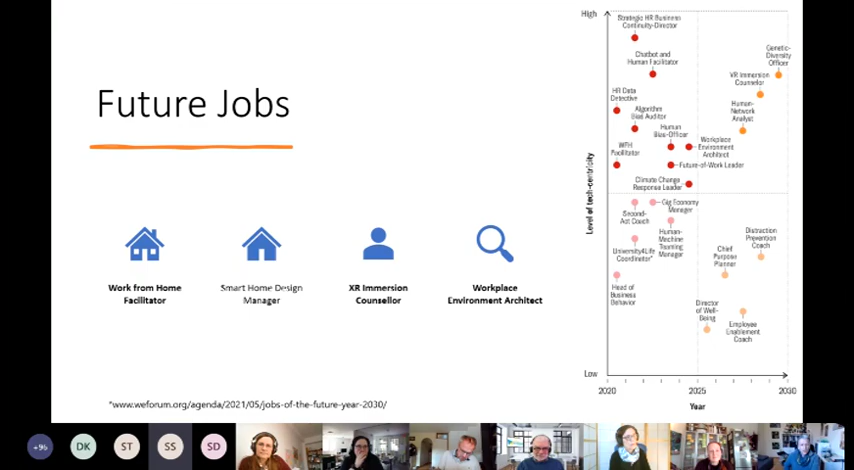 Future Jobs
Work from Home
Facilitator
Smart Home Design
Manager
XR Immersion
Counsellor
Workplace
Environment Architect
*www.weforum.org/agenda/2021/05/jobs-of-the-future-year-2030/
High
Level of tech-centricity
Low
Strategic HR Business
Continuity-Director
Chatbot and
Human Facilitator
Genetic-
Diversity
Officer
VR Immersion
Counselor
HR Data
Detective
Algorithm
Bias Auditor
Human-
Network
Analyst
Human
Bias-Officer
WFH
Facilitator
Workplace
Environment
Architect
Future-of-Work Leader
Climate Change
Response Leader
Second-
Act Coach
Gig Economy
Manager
University4Life
Coordinator*
Human-
Machine
Teaming
Manager
Distraction
Prevention
Coach
Chief
Purpose
Planner
Head of
Business
Behavior
Director
of Well-
Being
Employee
Enablement
Coach
2020
2025
2030
Year
+96
DK
ST
SS
SD